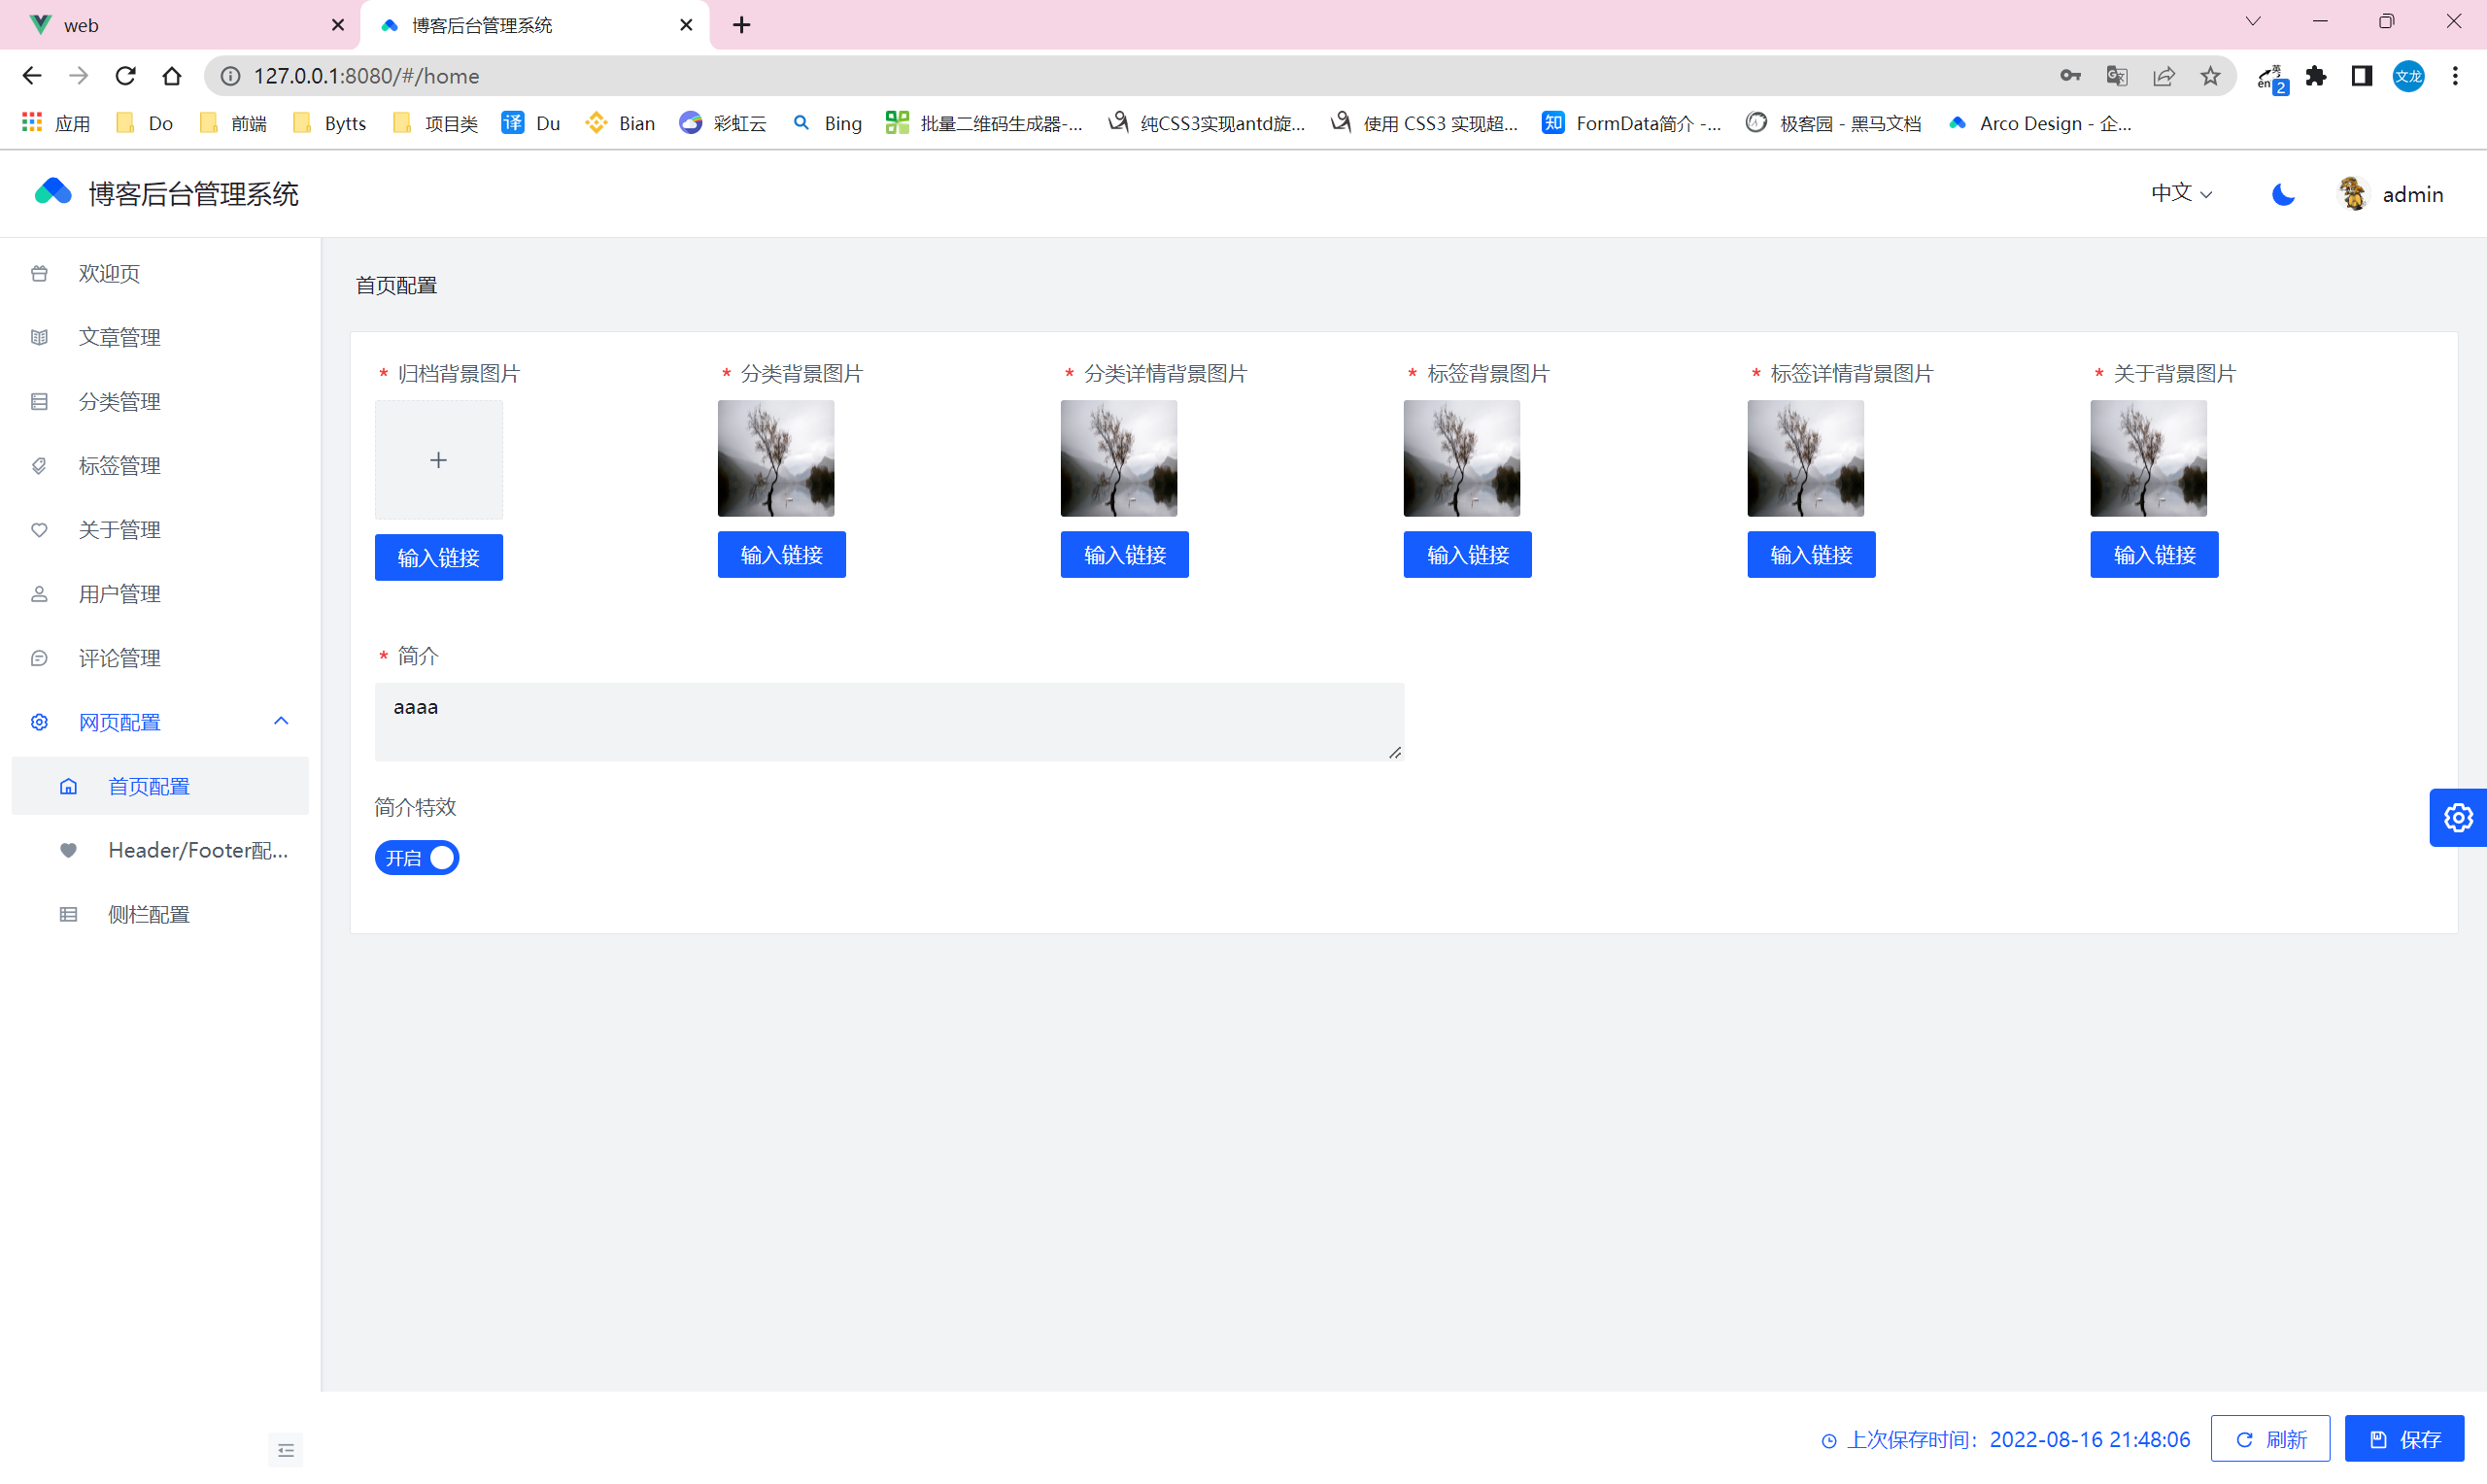 web
博客后台管理系统
127.0.0.1:8080/#/home
文龙
英
en
2
应用
Do
前端
Bytts
项目类
译 Du
Bian
彩虹云
Bing
批量二维码生成器-...
纯CSS3实现antd旋...
使用 CSS3 实现超...
知 FormData简介 -...
极客园 - 黑马文档
Arco Design - 企...
博客后台管理系统
中文
admin
欢迎页
文章管理
分类管理
标签管理
关于管理
用户管理
评论管理
网页配置
首页配置
Header/Footer配...
侧栏配置
首页配置
* 归档背景图片
* 分类背景图片
* 分类详情背景图片
* 标签背景图片
* 标签详情背景图片
* 关于背景图片
输入链接
输入链接
输入链接
输入链接
输入链接
输入链接
* 简介
aaaa
简介特效
开启
上次保存时间：2022-08-16 21:48:06
刷新
保存